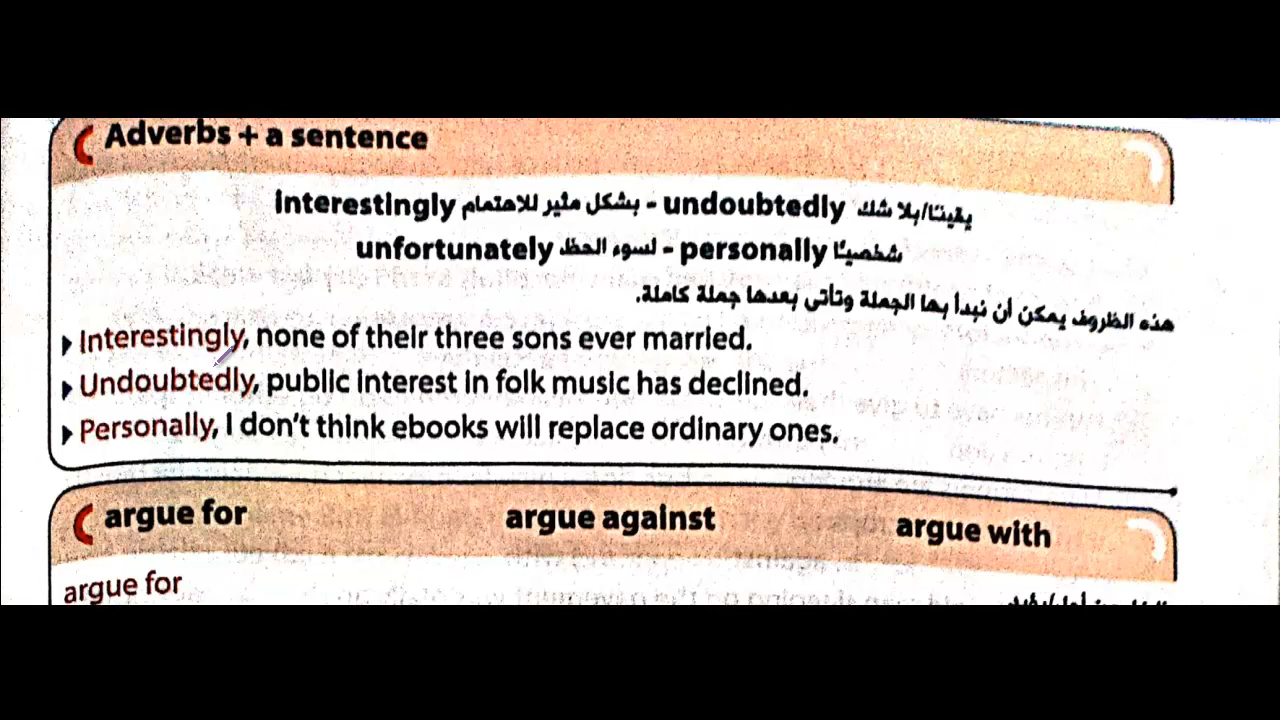 Adverbs + a sentence
interestingly بشكل مثير للاهتمام - undoubtedly يقينًا/بلا شك
unfortunately لسوء الحظ - personally شخصيًا
هذه الظروف يمكن أن نبدأ بها الجملة وتأتى بعدها جملة كاملة.
Interestingly, none of their three sons ever married.
Undoubtedly, public interest in folk music has declined.
Personally, I don't think ebooks will replace ordinary ones.
argue for argue against argue with
argue for